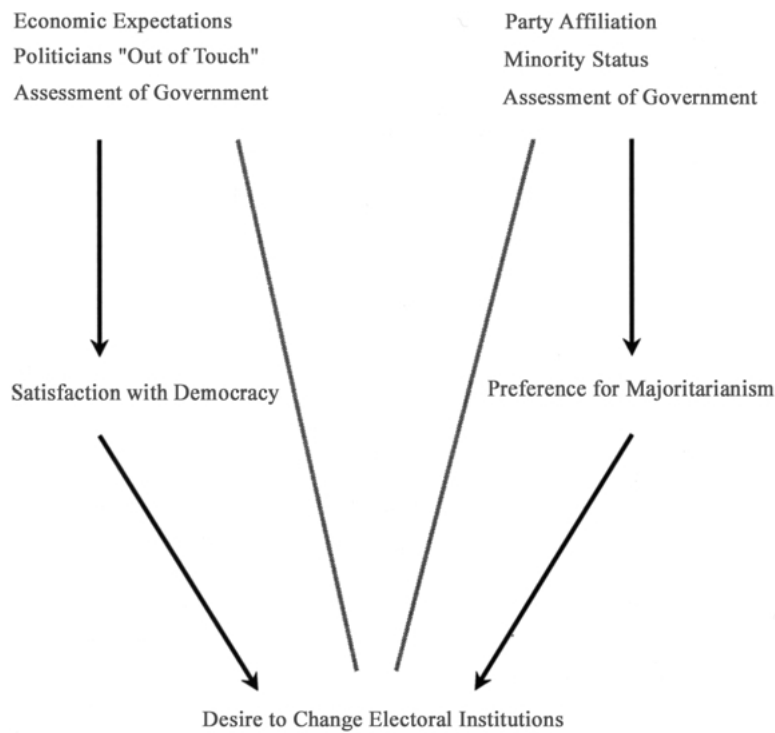 Economic Expectations
Politicians "Out of Touch"
Assessment of Government
Party Affiliation
Minority Status
Assessment of Government
Satisfaction with Democracy
Preference for Majoritarianism
Desire to Change Electoral Institutions